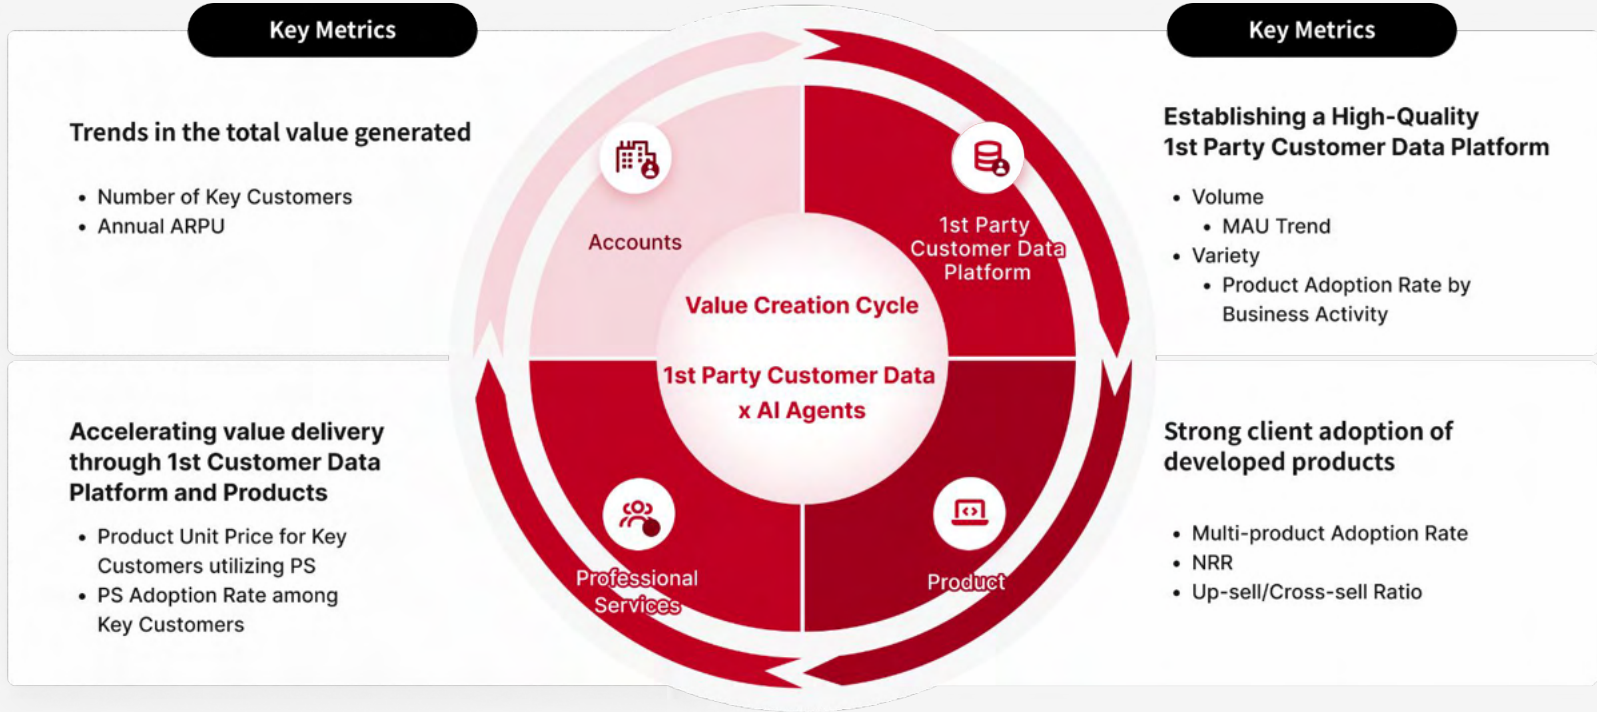 Key Metrics
Trends in the total value generated
• Number of Key Customers
• Annual ARPU
Accelerating value delivery
through 1st Customer Data
Platform and Products
• Product Unit Price for Key
Customers utilizing PS
• PS Adoption Rate among
Key Customers
Accounts
1st Party
Customer Data
Platform
Value Creation Cycle
1st Party Customer Data
x AI Agents
Professional
Services
Product
Key Metrics
Establishing a High-Quality
1st Party Customer Data Platform
• Volume
• MAU Trend
• Variety
• Product Adoption Rate by
Business Activity
Strong client adoption of
developed products
• Multi-product Adoption Rate
• NRR
• Up-sell/Cross-sell Ratio